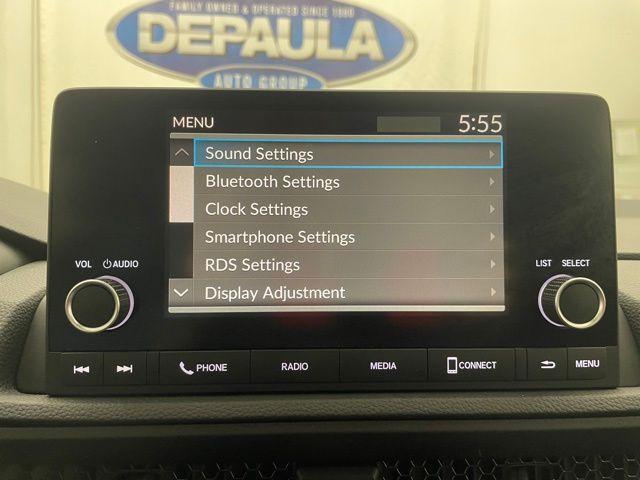 FAMILY OWNED & OPERATED SINCE 1980
DEPAULA
AUTO GROUP
MENU 5:55
Sound Settings
Bluetooth Settings
Clock Settings
Smartphone Settings
RDS Settings
Display Adjustment
VOL AUDIO
LIST SELECT
PHONE RADIO MEDIA CONNECT MENU